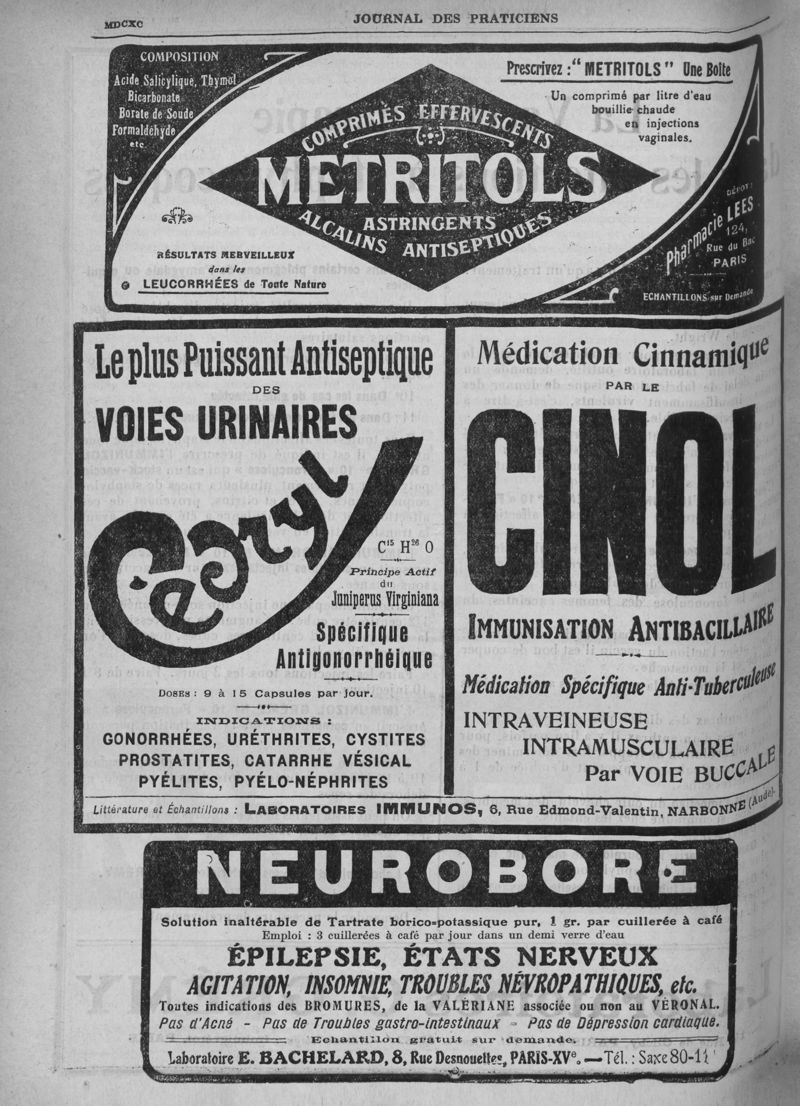 MDCXC
JOURNAL DES PRATICIENS
COMPOSITION
Acide Salicylique, Thymol
Bicarbonate
Borate de Soude
Formaldéhyde
etc.
Prescrivez : "METRITOLS" Une Boîte
Un comprimé par litre d'eau
bouillie chaude
en injections
vaginales.
COMPRIMÉS EFFERVESCENTS
METRITOLS
ASTRINGENTS
ALCALINS ANTISEPTIQUES
RÉSULTATS MERVEILLEUX
dans les
LEUCORRHÉES de Toute Nature
DÉPOT :
Pharmacie LEES
124,
Rue du Bac
PARIS
ECHANTILLONS sur Demande
Le plus Puissant Antiseptique
DES
VOIES URINAIRES
Cedryl
C15 H26 O
Principe Actif
du
Juniperus Virginiana
Spécifique
Antigonorrhéique
DOSES : 9 à 15 Capsules par jour.
INDICATIONS :
GONORRHÉES, URÉTHRITES, CYSTITES
PROSTATITES, CATARRHE VÉSICAL
PYÉLITES, PYÉLO-NÉPHRITES
Médication Cinnamique
PAR LE
CINOL
IMMUNISATION ANTIBACILLAIRE
Médication Spécifique Anti-Tuberculeuse
INTRAVEINEUSE
INTRAMUSCULAIRE
Par VOIE BUCCALE
Littérature et Échantillons : LABORATOIRES IMMUNOS, 6, Rue Edmond-Valentin, NARBONNE (Aude).
NEUROBORE
Solution inaltérable de Tartrate borico-potassique pur, 1 gr. par cuillerée à café
Emploi : 3 cuillerées à café par jour dans un demi verre d'eau
ÉPILEPSIE, ÉTATS NERVEUX
AGITATION, INSOMNIE, TROUBLES NÉVROPATHIQUES, etc.
Toutes indications des BROMURES, de la VALÉRIANE associée ou non au VÉRONAL.
Pas d'Acné - Pas de Troubles gastro-intestinaux - Pas de Dépression cardiaque.
Echantillon gratuit sur demande.
Laboratoire E. BACHELARD, 8, Rue Desnouettes, PARIS-XVe. — Tél. : Saxe 80-11